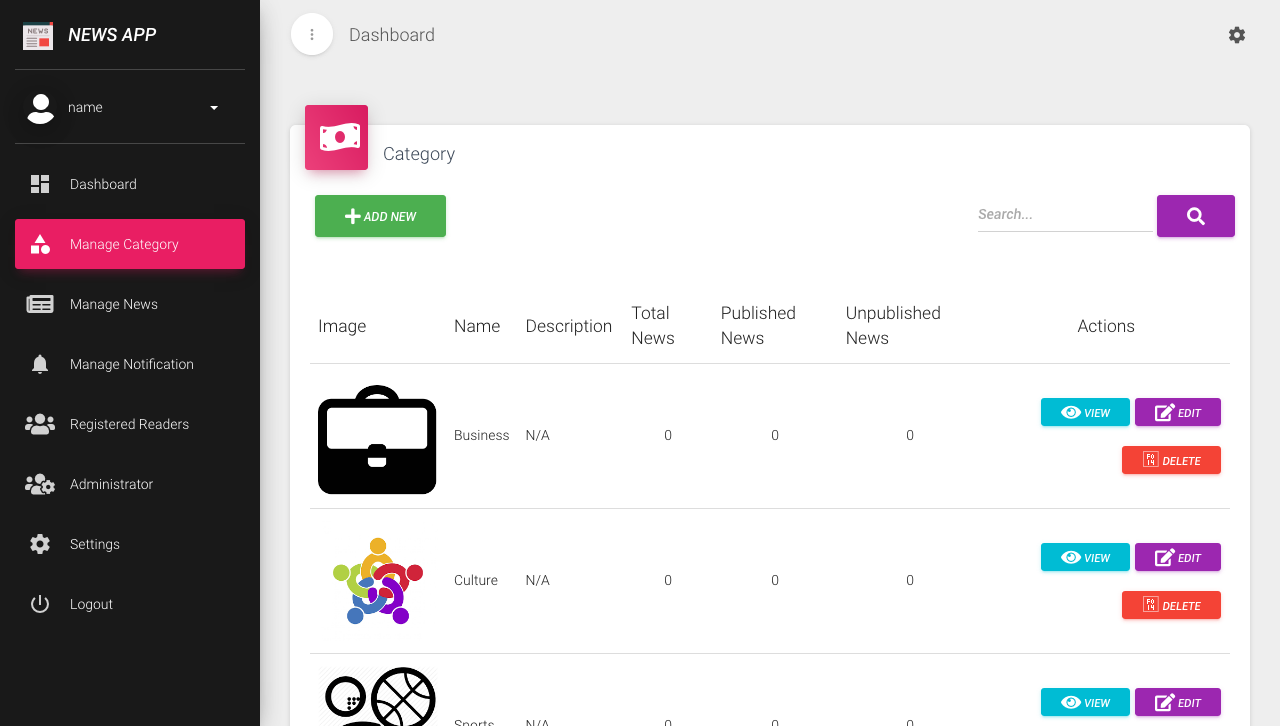 NEWS
NEWS APP
name
Dashboard
Manage Category
Manage News
Manage Notification
Registered Readers
Administrator
Settings
Logout
Dashboard
Category
ADD NEW
Search...
Image Name Description Total News Published News Unpublished News Actions
Business N/A 0 0 0 VIEW EDIT
F014 DELETE
Culture N/A 0 0 0 VIEW EDIT
F014 DELETE
Sports N/A 0 0 0 VIEW EDIT